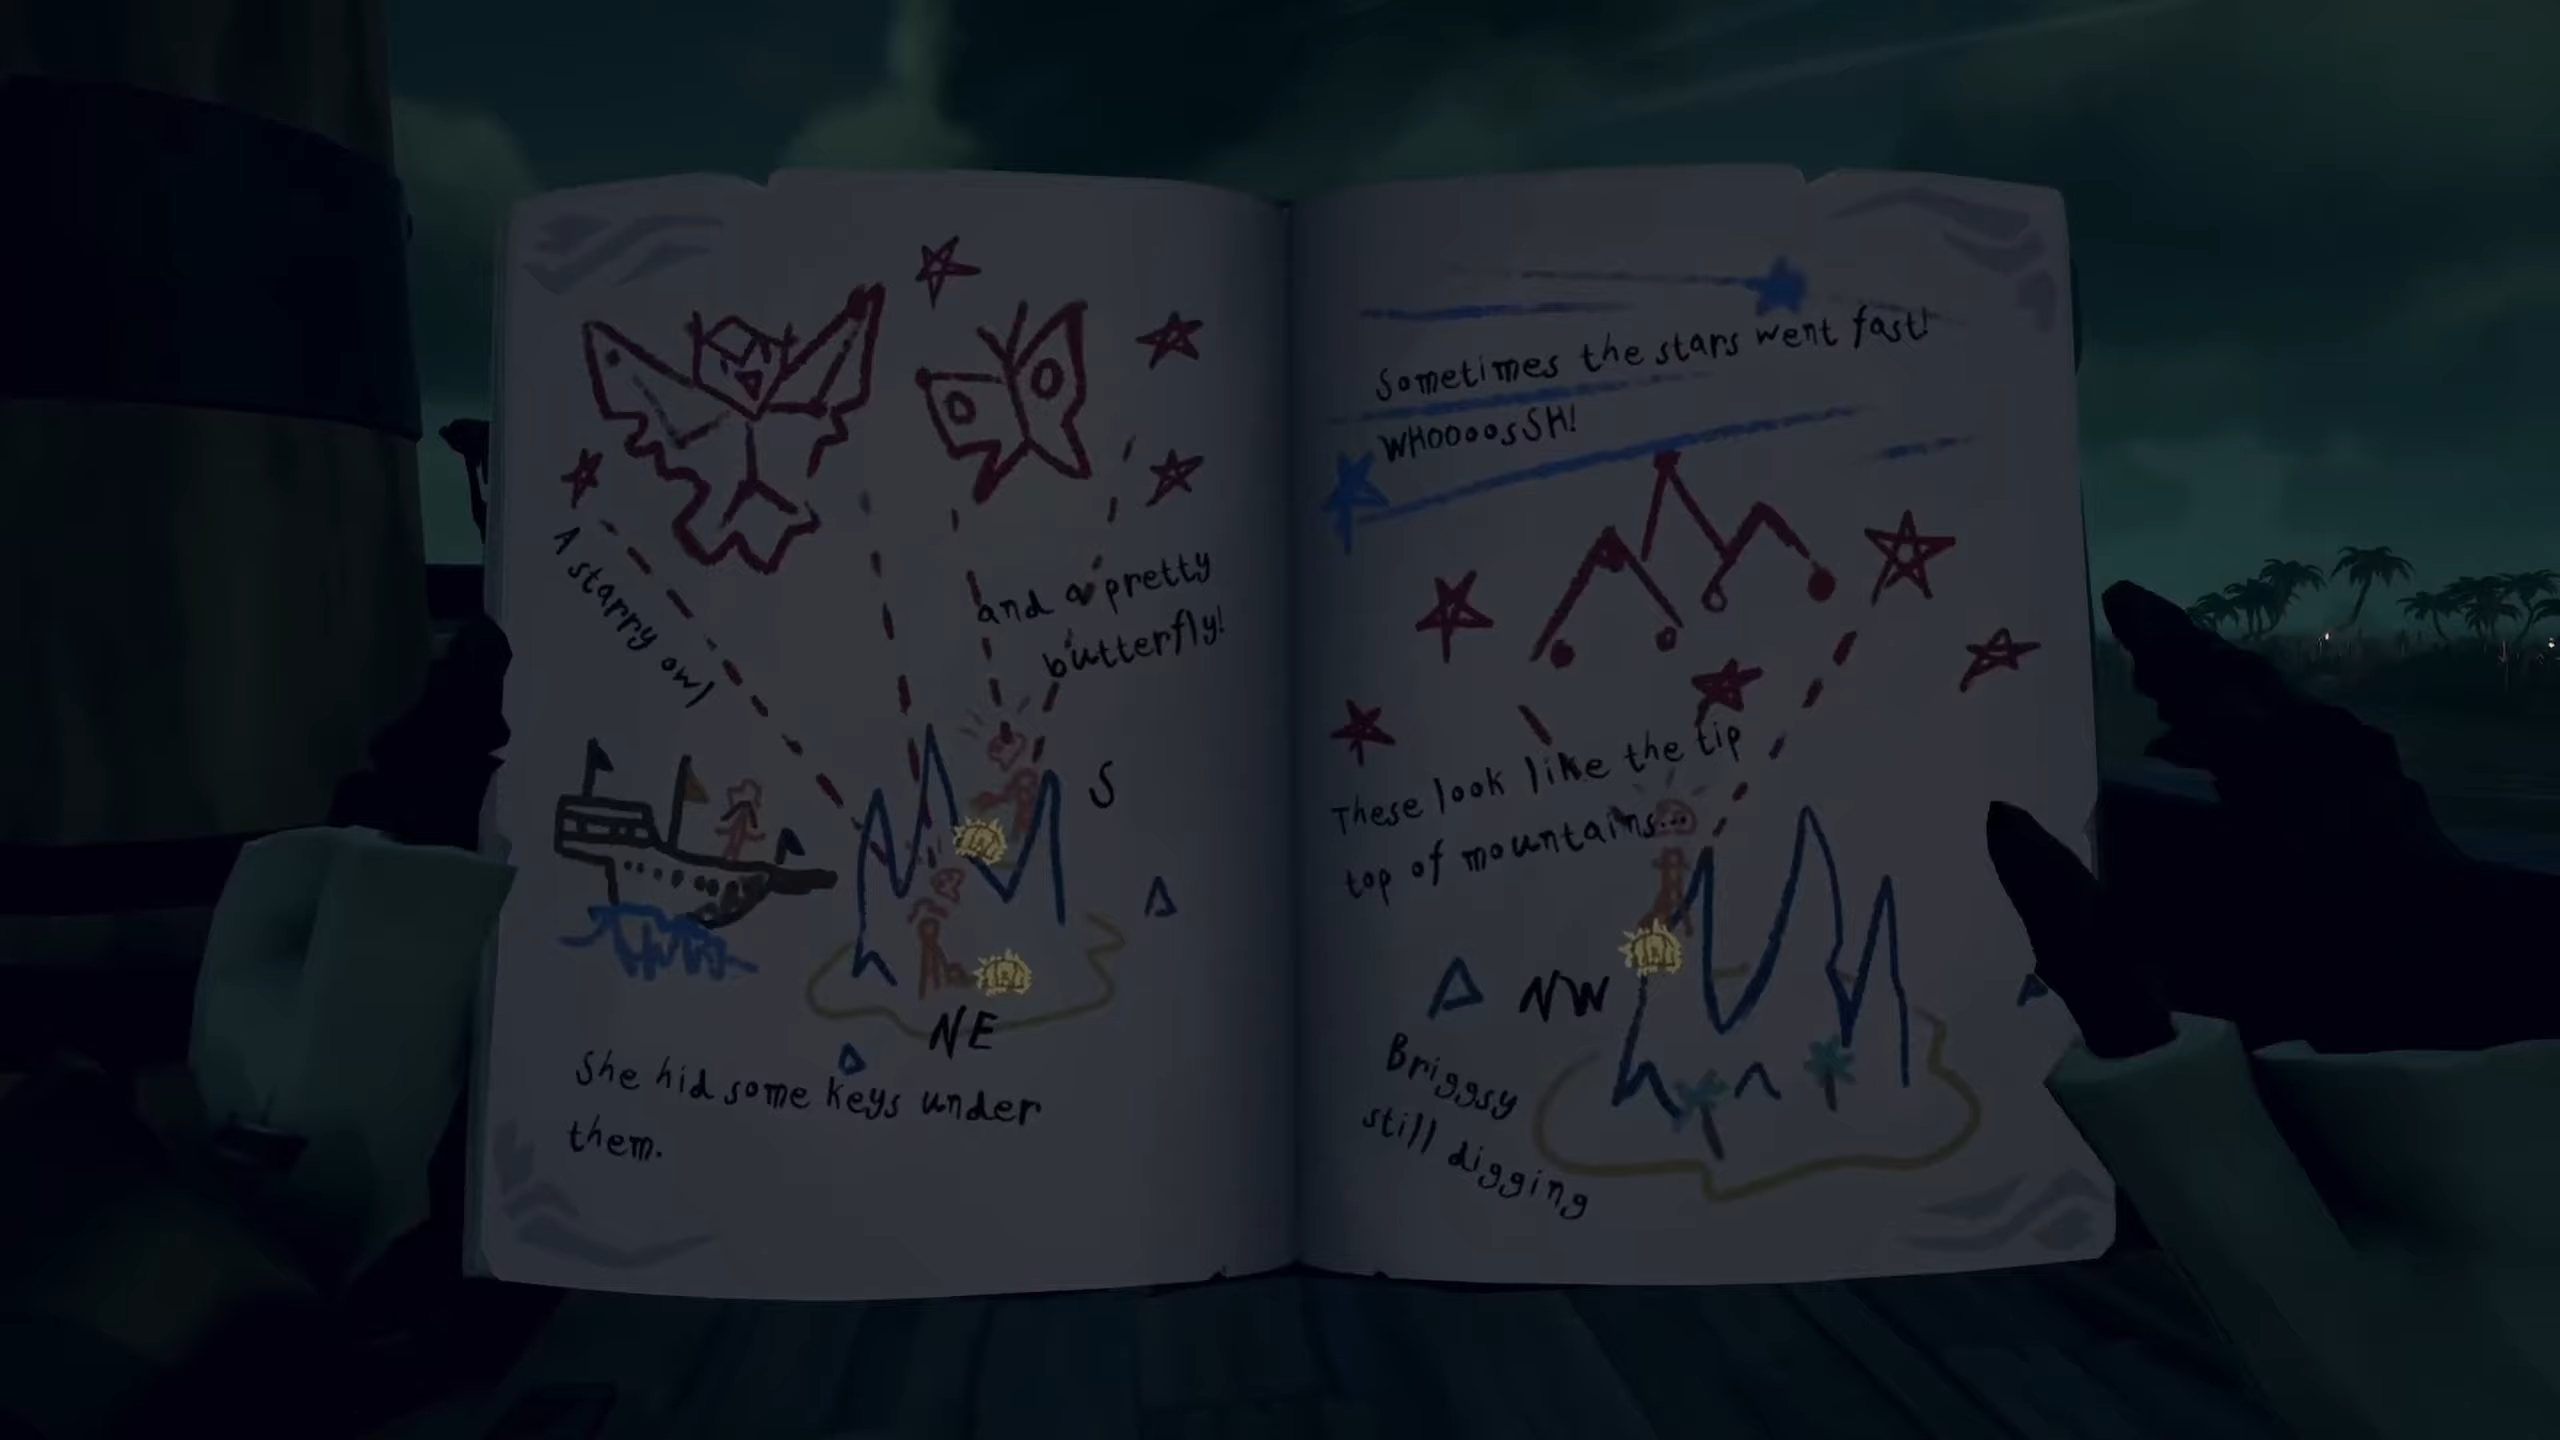 A starry owl
and a pretty
butterfly!
S
NE
She hid some keys under
them.
Sometimes the stars went fast!
WHOOOOSSH!
These look like the tip
top of mountains...
NW
Briggsy
still digging